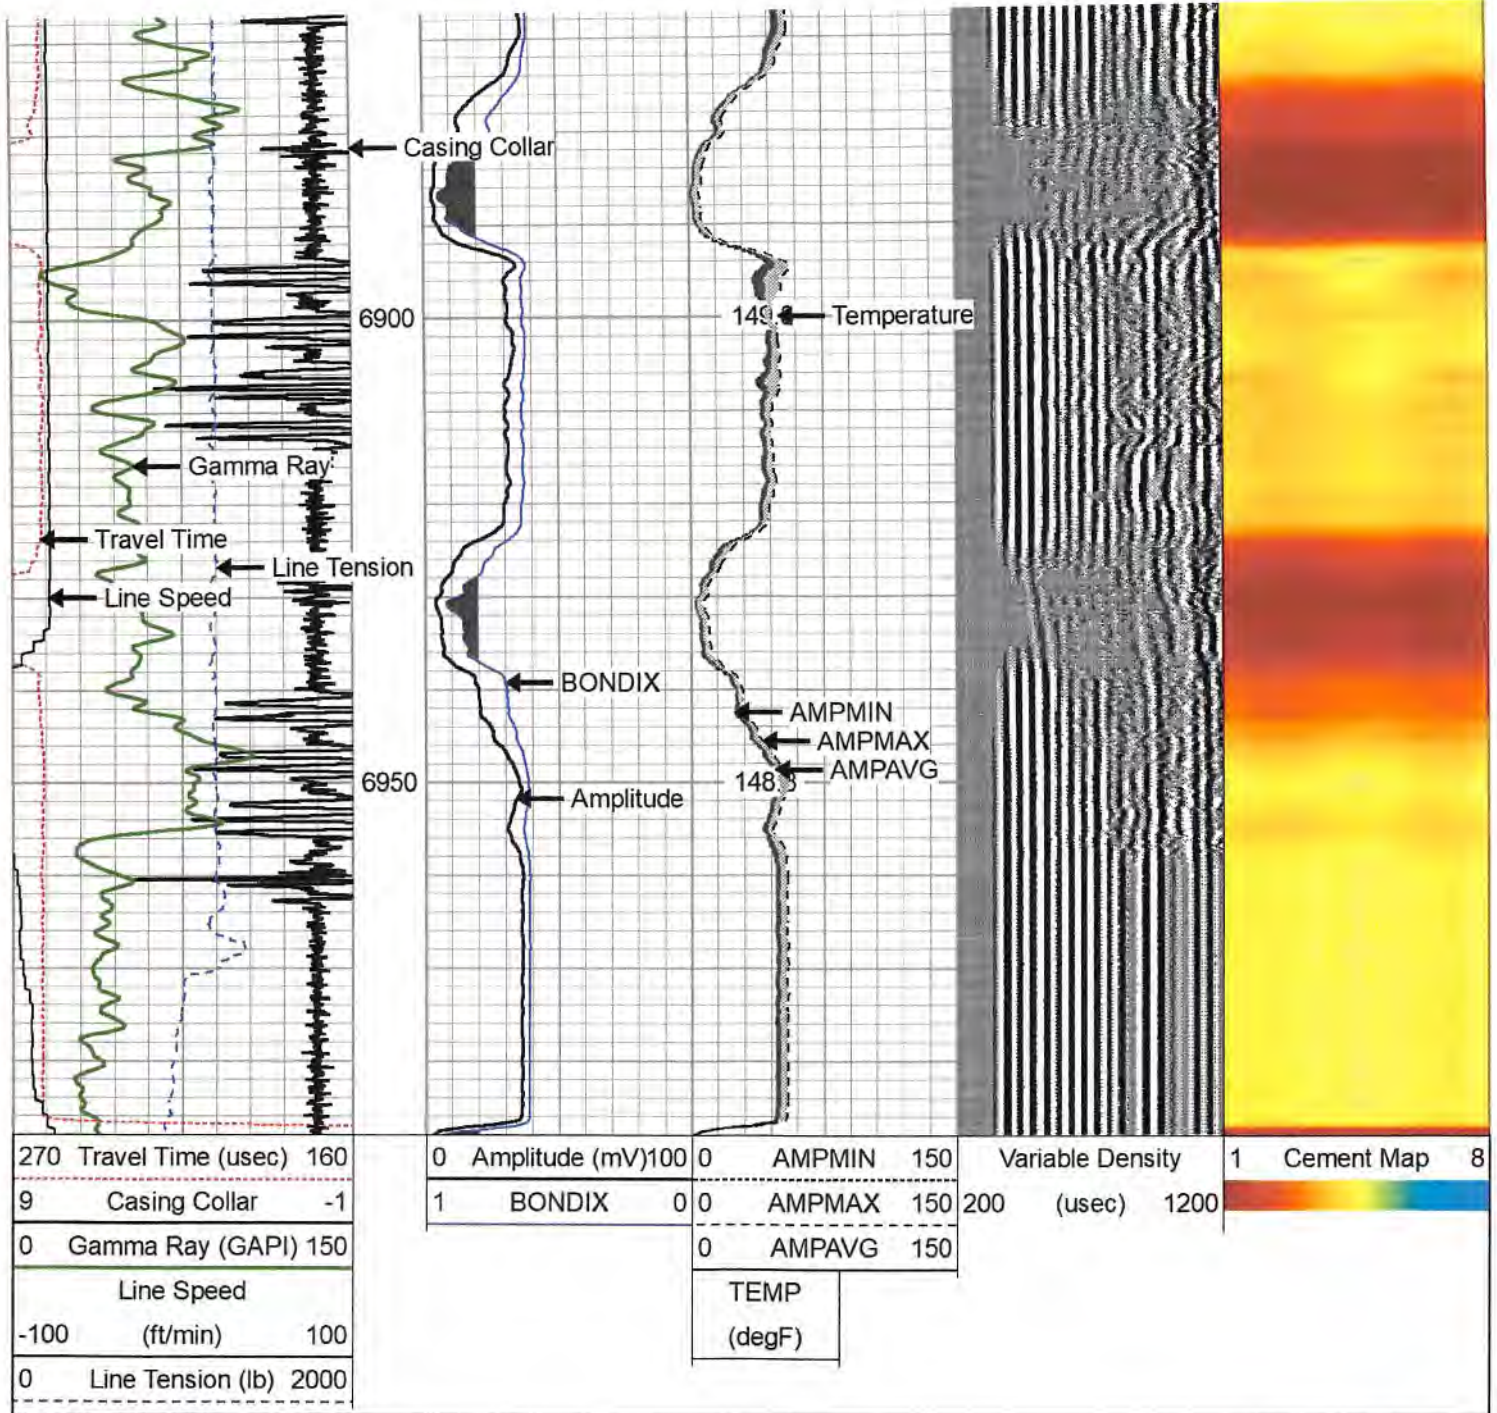 Casing Collar
6900
149
Temperature
Gamma Ray
Travel Time
Line Tension
Line Speed
BONDIX
AMPMIN
AMPMAX
AMPAVG
6950
148
Amplitude
270 Travel Time (usec) 160
0 Amplitude (mV) 100
0 AMPMIN 150
Variable Density
1 Cement Map 8
9 Casing Collar -1
1 BONDIX 0
0 AMPMAX 150
200 (usec) 1200
0 Gamma Ray (GAPI) 150
0 AMPAVG 150
Line Speed
TEMP
-100 (ft/min) 100
(degF)
0 Line Tension (lb) 2000